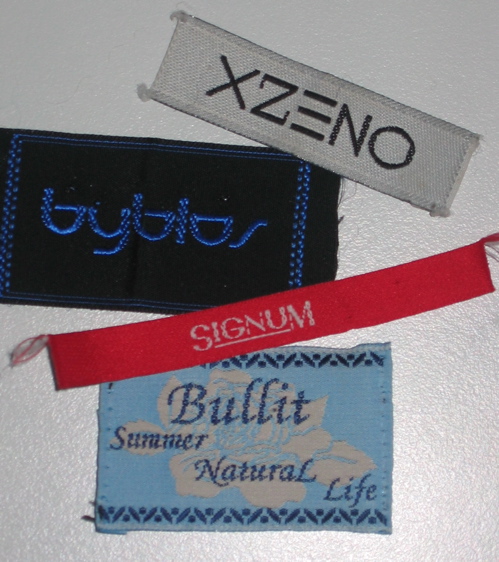 XZENO
byblos
SIGNUM
Bullit
Summer
Natural
Life